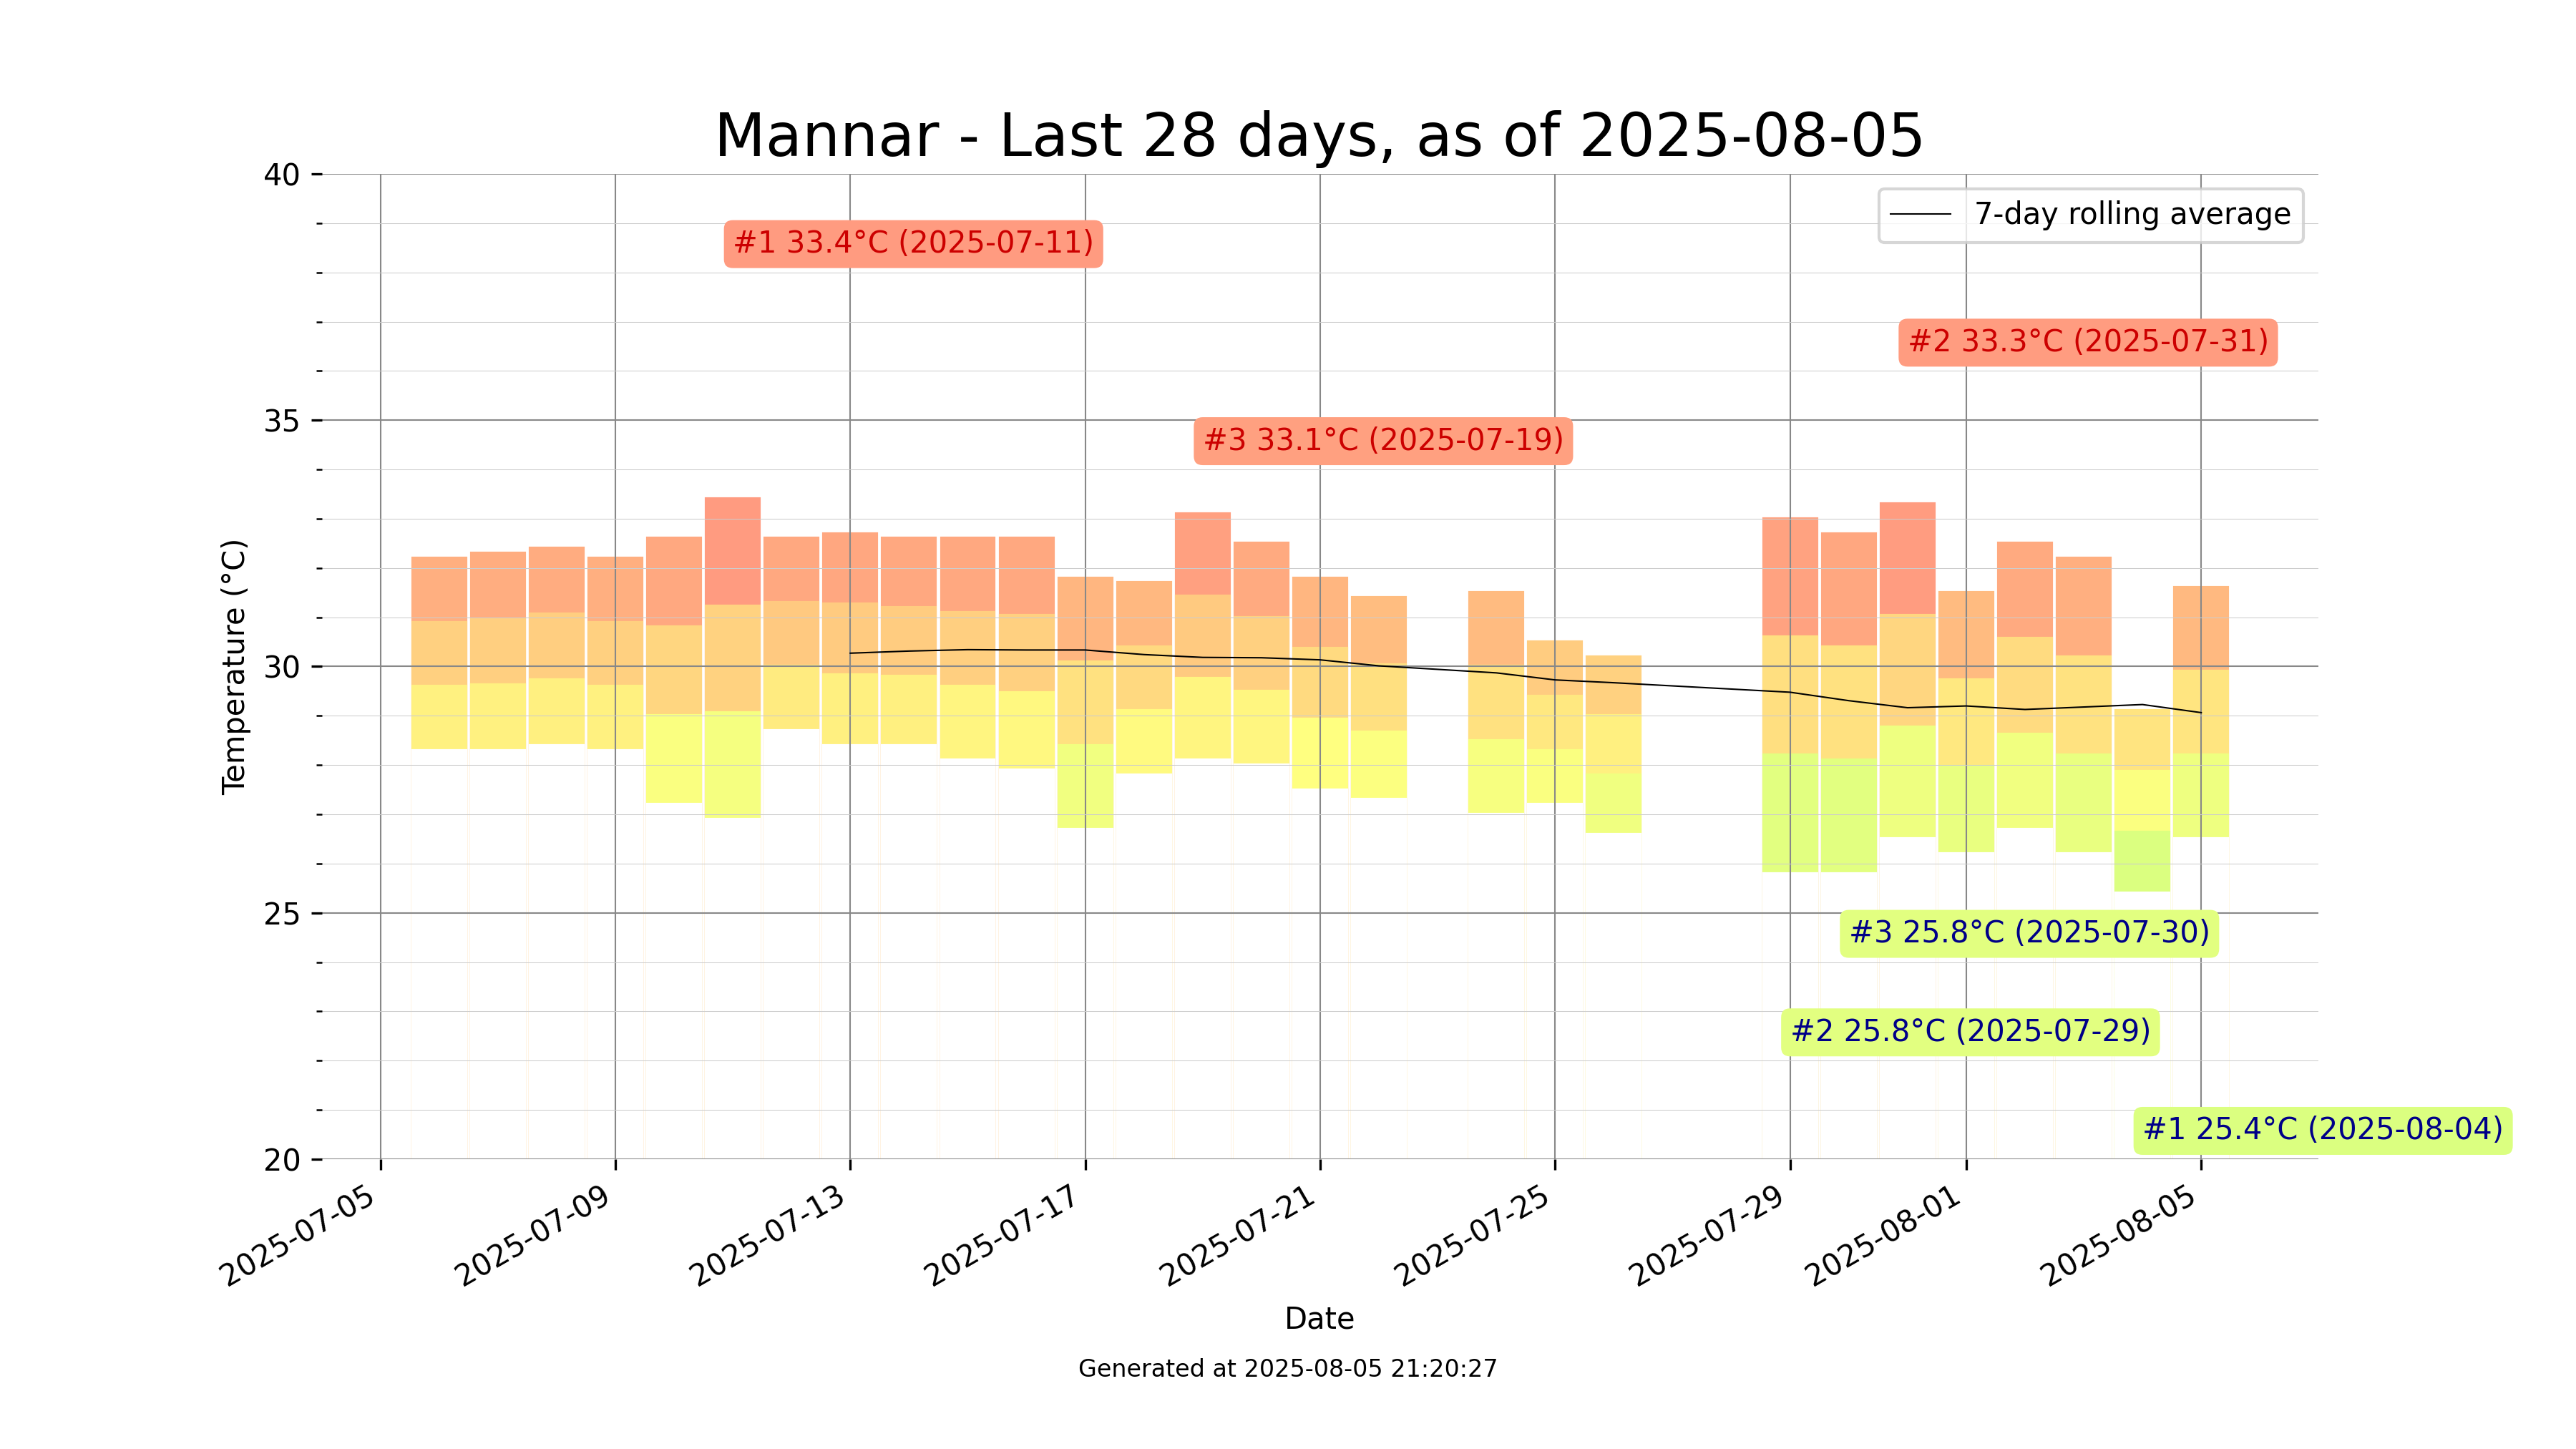 Mannar - Last 28 days, as of 2025-08-05
40
7-day rolling average
#1 33.4°C (2025-07-11)
#2 33.3°C (2025-07-31)
35
#3 33.1°C (2025-07-19)
Temperature (°C)
30
25
#3 25.8°C (2025-07-30)
#2 25.8°C (2025-07-29)
#1 25.4°C (2025-08-04)
20
2025-07-05
2025-07-09
2025-07-13
2025-07-17
2025-07-21
2025-07-25
2025-07-29
2025-08-01
2025-08-05
Date
Generated at 2025-08-05 21:20:27